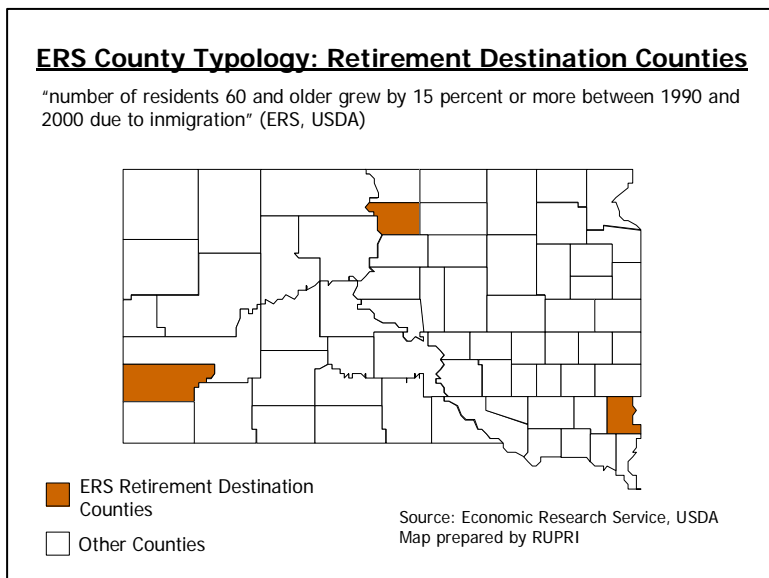 ERS County Typology: Retirement Destination Counties
“number of residents 60 and older grew by 15 percent or more between 1990 and
2000 due to inmigration” (ERS, USDA)
ERS Retirement Destination
Counties
Other Counties
Source: Economic Research Service, USDA
Map prepared by RUPRI